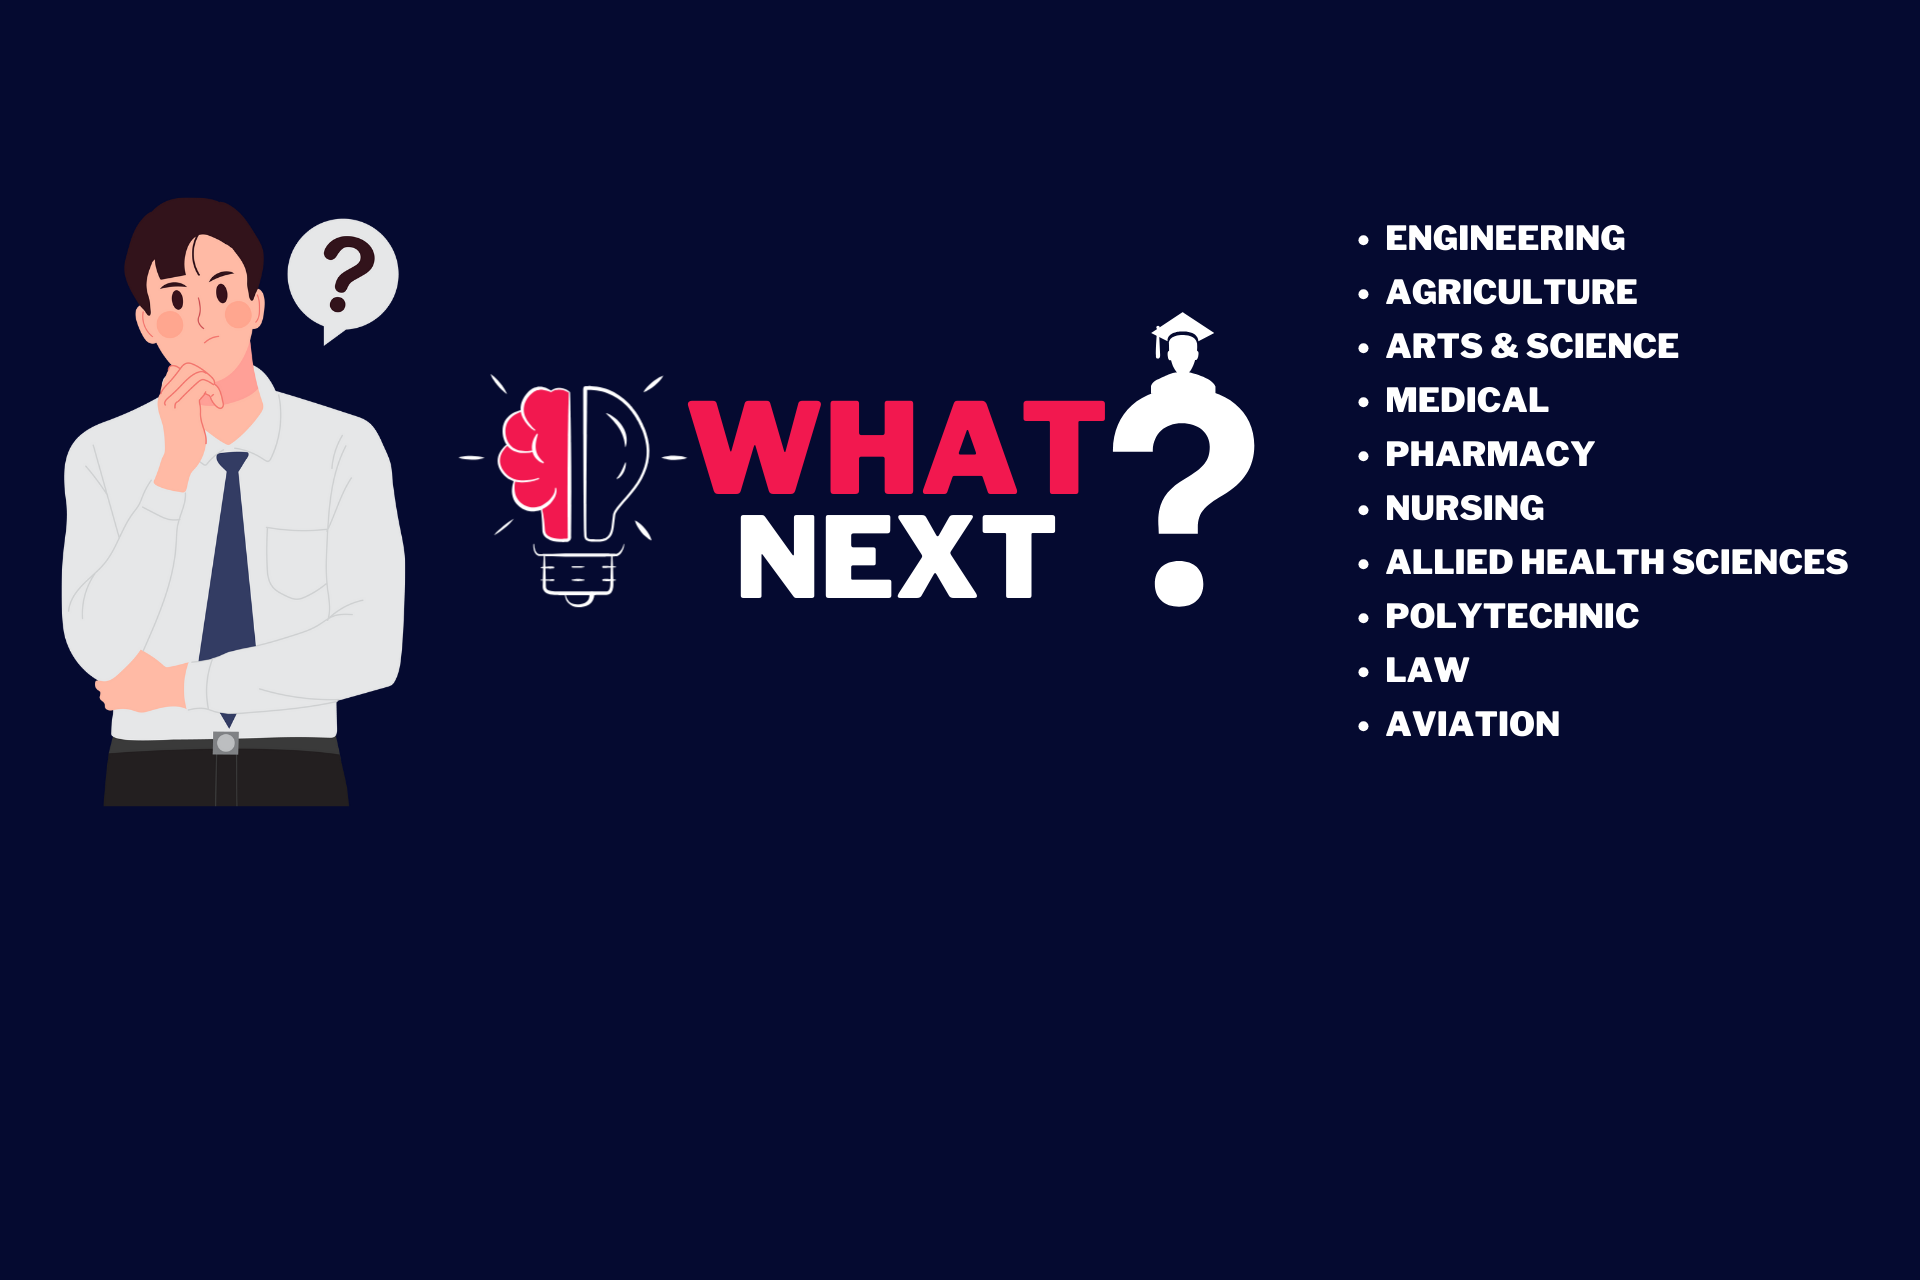 ?
WHAT
NEXT
?
• ENGINEERING
• AGRICULTURE
• ARTS & SCIENCE
• MEDICAL
• PHARMACY
• NURSING
• ALLIED HEALTH SCIENCES
• POLYTECHNIC
• LAW
• AVIATION